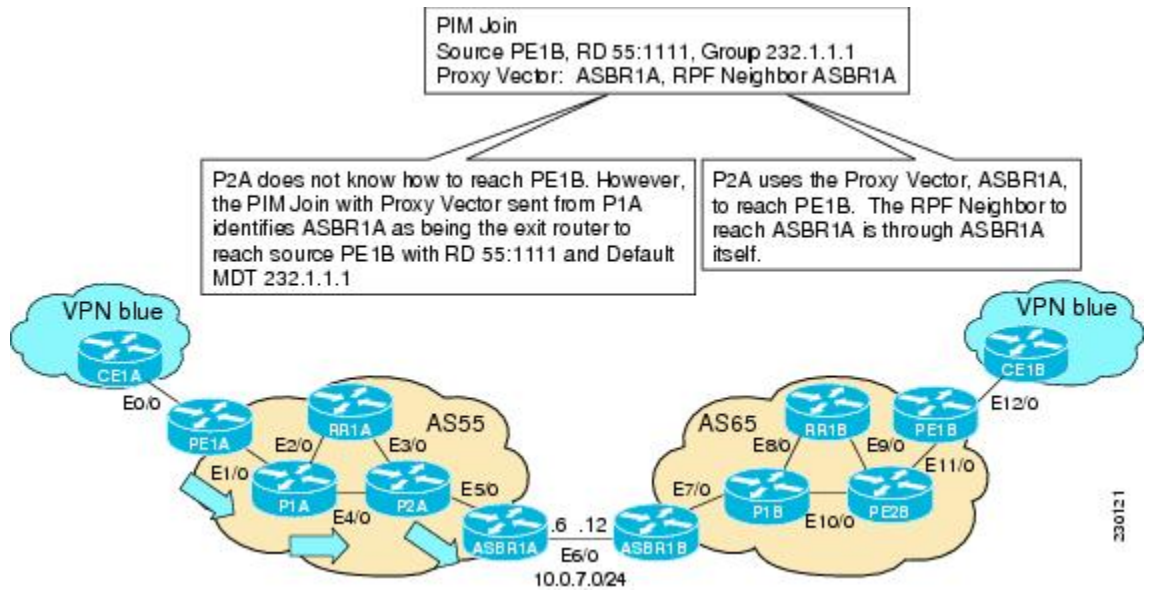 PIM Join
Source PE1B, RD 55:1111, Group 232.1.1.1
Proxy Vector: ASBR1A, RPF Neighbor ASBR1A
P2A does not know how to reach PE1B. However,
the PIM Join with Proxy Vector sent from P1A
identifies ASBR1A as being the exit router to
reach source PE1B with RD 55:1111 and Default
MDT 232.1.1.1
P2A uses the Proxy Vector, ASBR1A,
to reach PE1B. The RPF Neighbor to
reach ASBR1A is through ASBR1A
itself.
VPN blue
CE1A
E0/0
PE1A
E1/0
E2/0
RR1A
E3/0
AS55
P1A
E4/0
P2A
E5/0
ASBR1A
.6 .12
E6/0
10.0.7.0/24
ASBR1B
E7/0
AS65
E8/0
RR1B
E9/0
P1B
E10/0
PE2B
E11/0
PE1B
E12/0
VPN blue
CE1B
230121